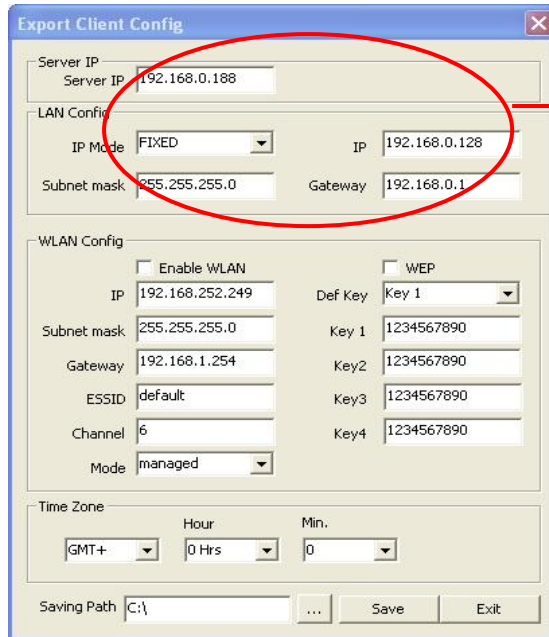 Export Client Config
Server IP
Server IP 192.168.0.188
LAN Config
IP Mode FIXED IP 192.168.0.128
Subnet mask 255.255.255.0 Gateway 192.168.0.1
WLAN Config
Enable WLAN WEP
IP 192.168.252.249 Def Key Key 1
Subnet mask 255.255.255.0 Key 1 1234567890
Gateway 192.168.1.254 Key2 1234567890
ESSID default Key3 1234567890
Channel 6 Key4 1234567890
Mode managed
Time Zone
Hour Min.
GMT+ 0 Hrs 0
Saving Path C:\ ... Save Exit